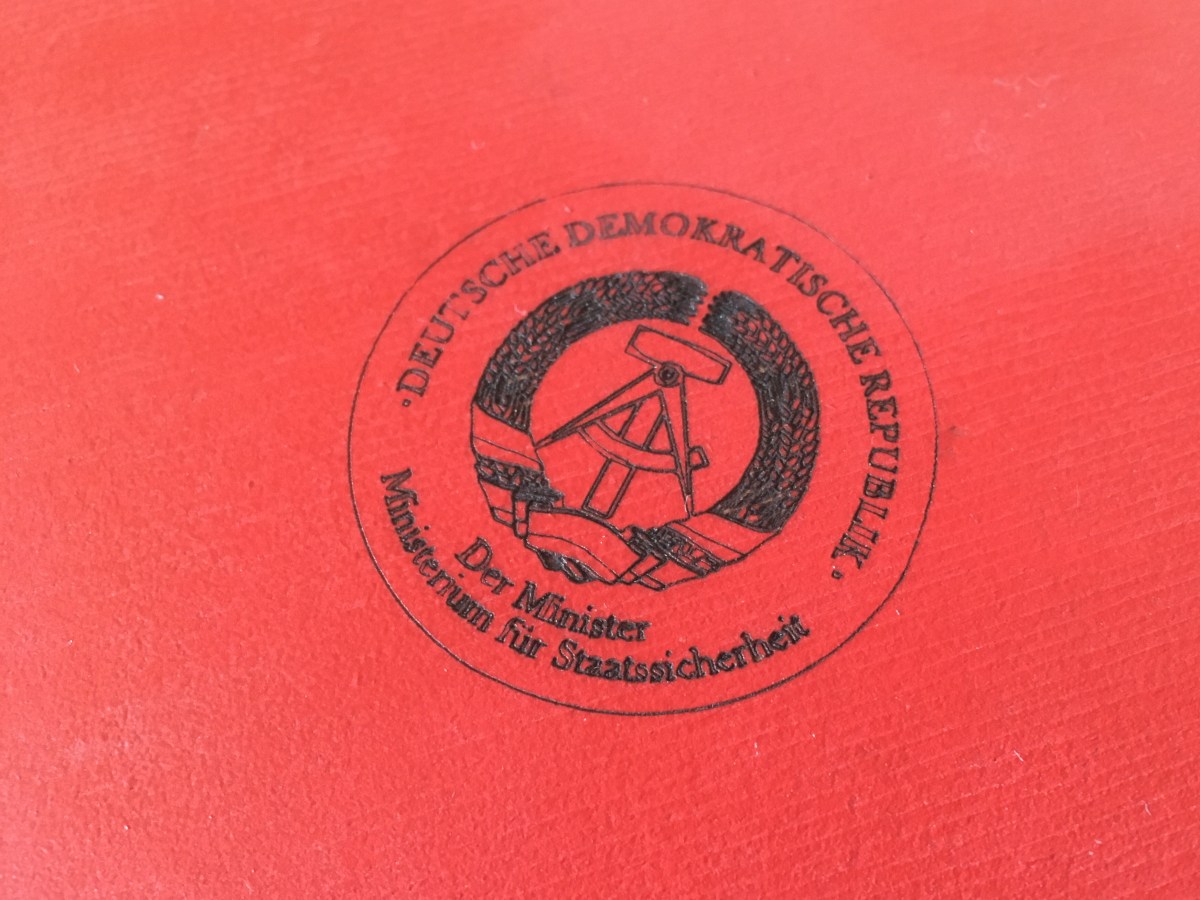 · DEUTSCHE DEMOKRATISCHE REPUBLIK ·
Der Minister
Ministerium für Staatssicherheit